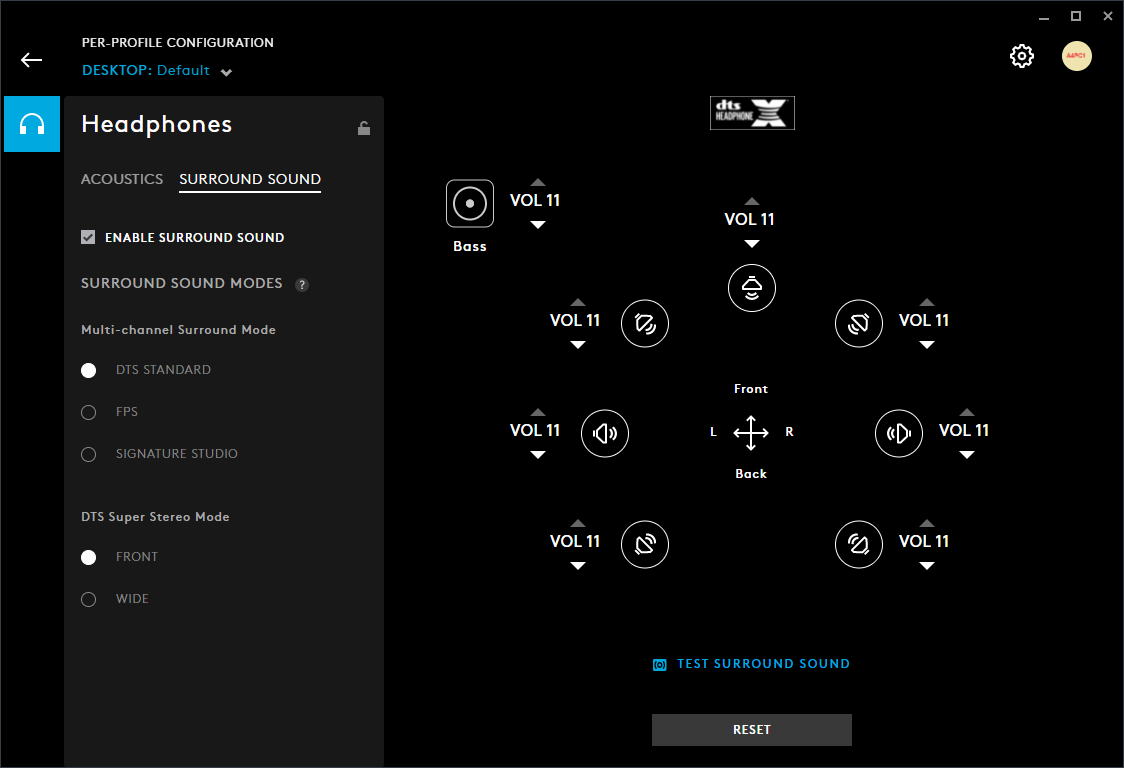 PER-PROFILE CONFIGURATION
DESKTOP: Default
A4PC1
Headphones
ACOUSTICS SURROUND SOUND
ENABLE SURROUND SOUND
SURROUND SOUND MODES ?
Multi-channel Surround Mode
DTS STANDARD
FPS
SIGNATURE STUDIO
DTS Super Stereo Mode
FRONT
WIDE
dts
HEADPHONE X
VOL 11
Bass
VOL 11
VOL 11
VOL 11
Front
VOL 11
L R
VOL 11
Back
VOL 11
VOL 11
TEST SURROUND SOUND
RESET